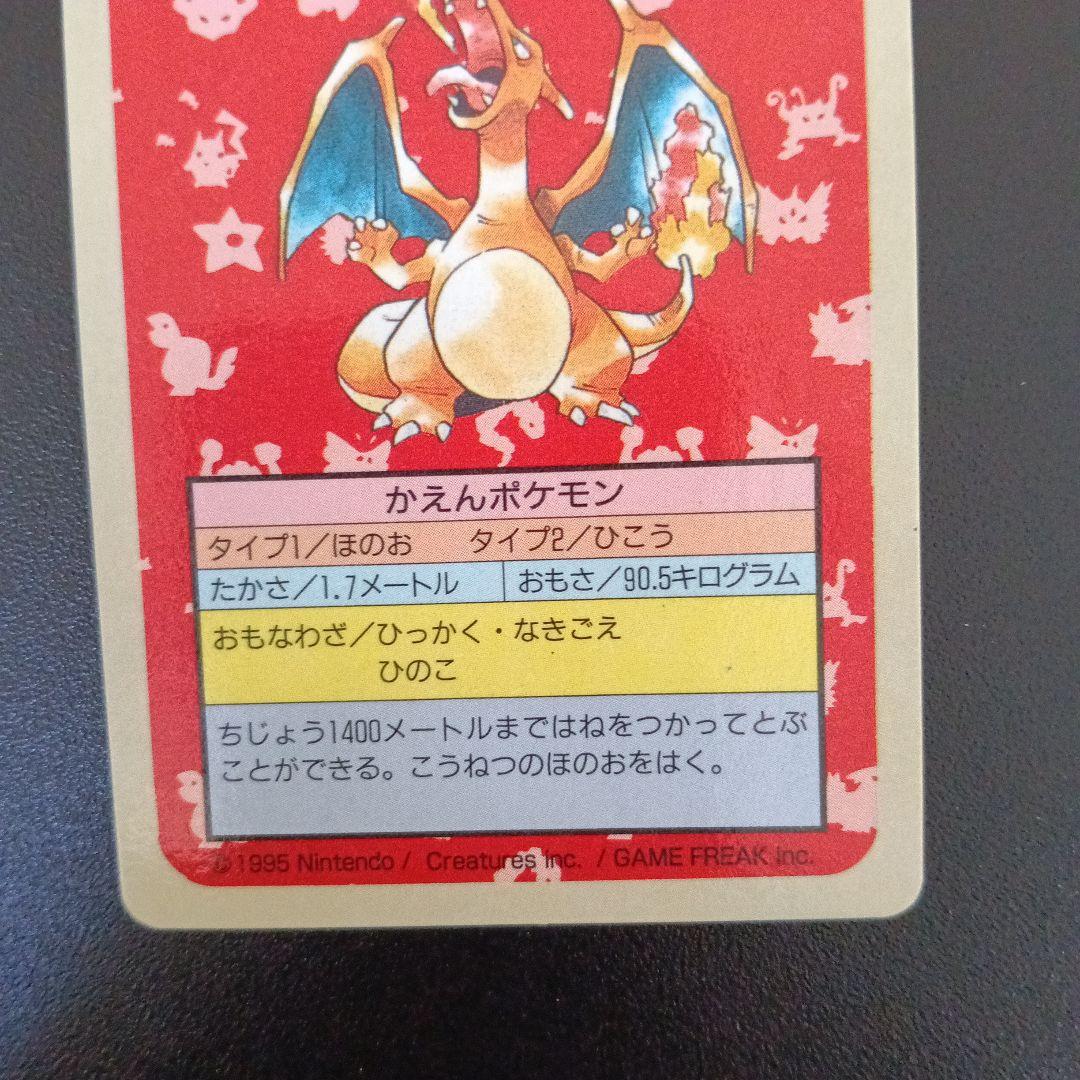 かえんポケモン
タイプ1／ほのお　タイプ2／ひこう
たかさ／1.7メートル　おもさ／90.5キログラム
おもなわざ／ひっかく・なきごえ
ひのこ
ちじょう1400メートルまではねをつかってとぶ
ことができる。こうねつのほのおをはく。
©1995 Nintendo / Creatures inc. / GAME FREAK inc.